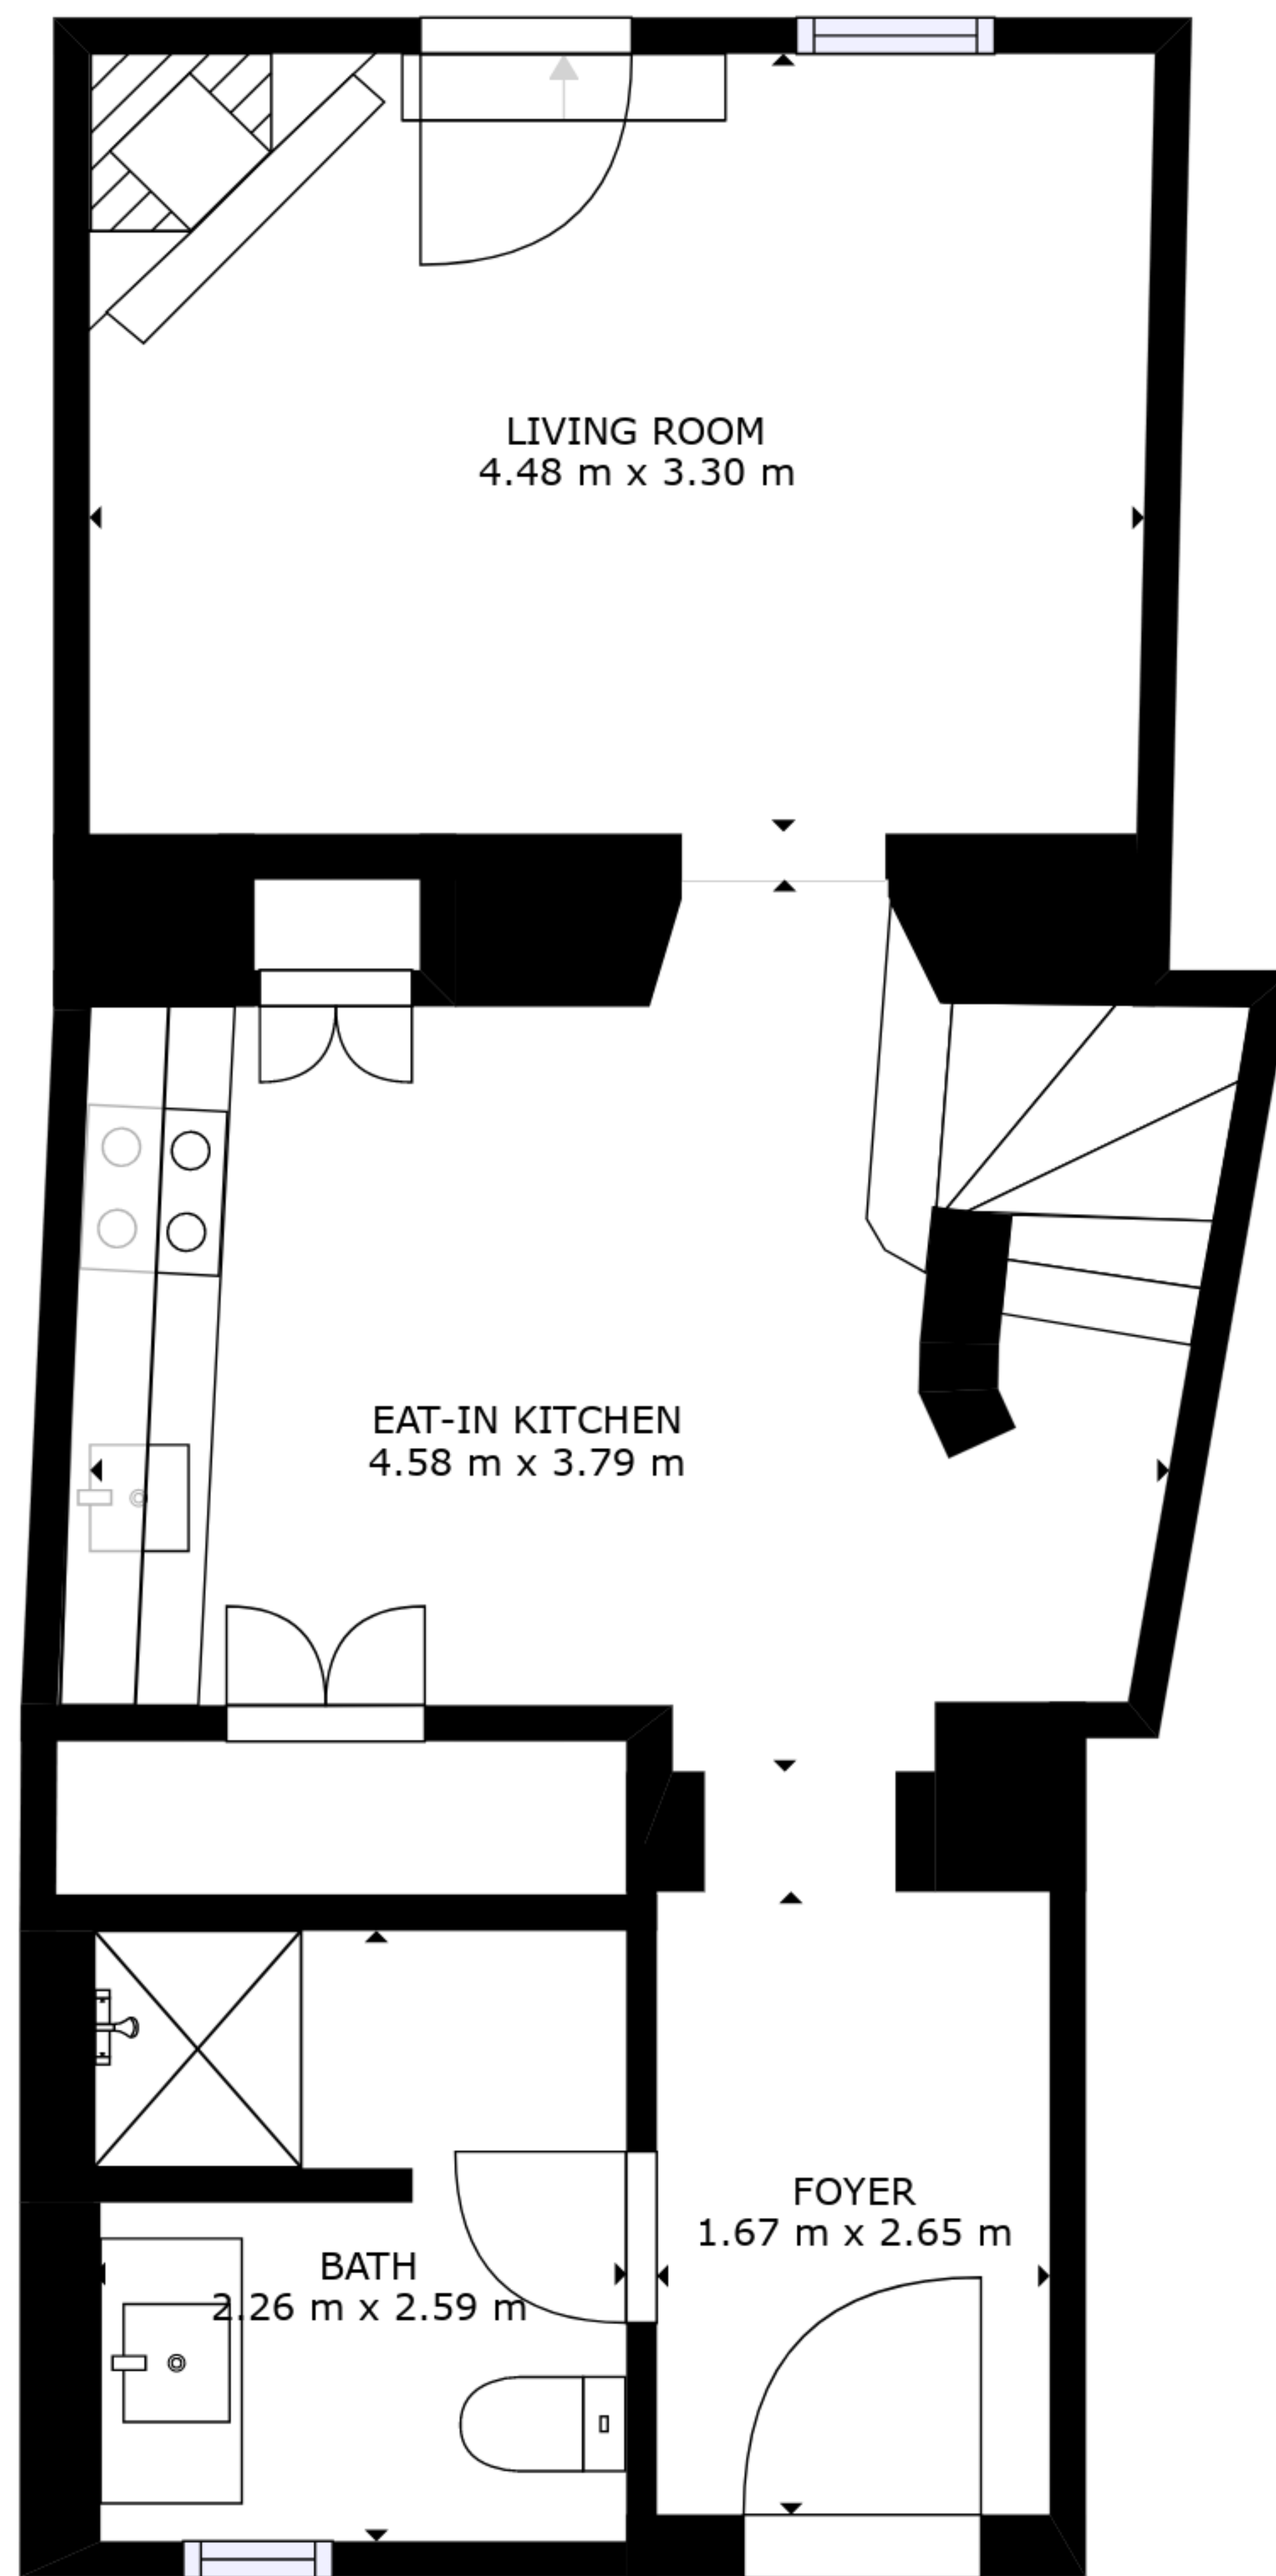 LIVING ROOM
4.48 m x 3.30 m
EAT-IN KITCHEN
4.58 m x 3.79 m
FOYER
1.67 m x 2.65 m
BATH
2.26 m x 2.59 m